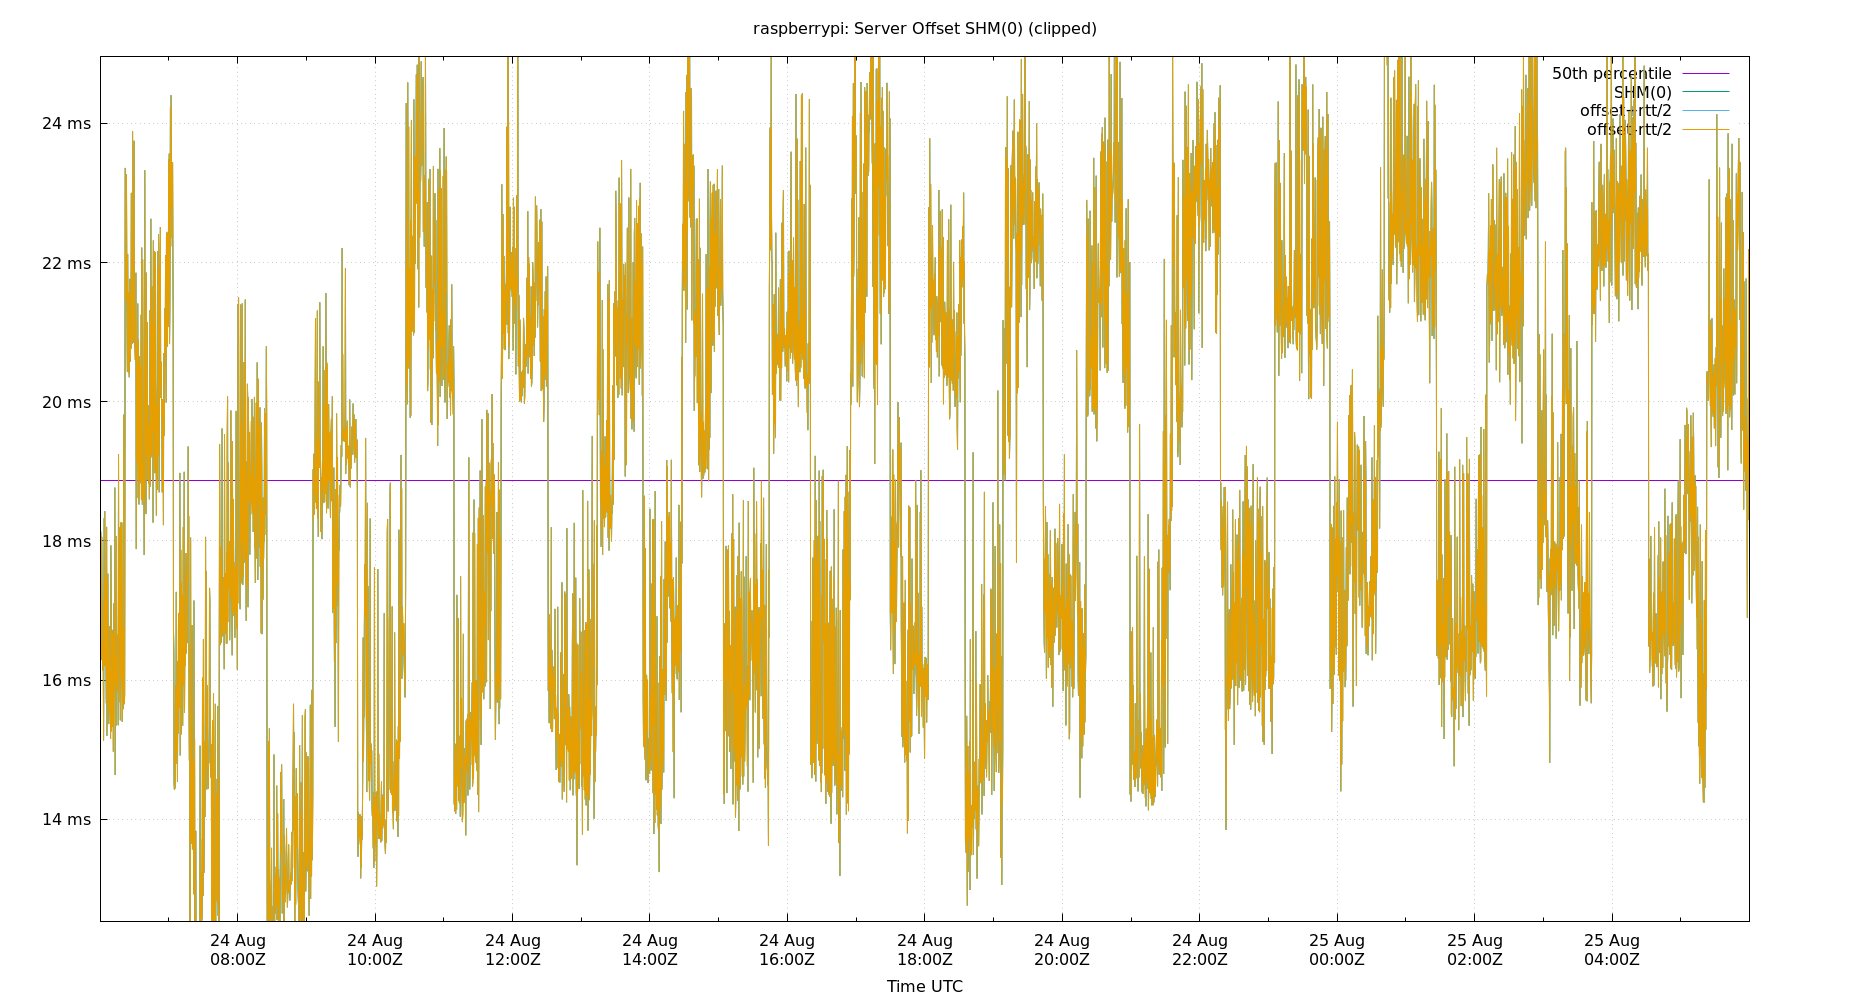 raspberrypi: Server Offset SHM(0) (clipped)
50th percentile
SHM(0)
offset+rtt/2
offset-rtt/2
24 ms
22 ms
20 ms
18 ms
16 ms
14 ms
24 Aug 24 Aug 24 Aug 24 Aug 24 Aug 24 Aug 24 Aug 24 Aug 25 Aug 25 Aug 25 Aug
08:00Z 10:00Z 12:00Z 14:00Z 16:00Z 18:00Z 20:00Z 22:00Z 00:00Z 02:00Z 04:00Z
Time UTC